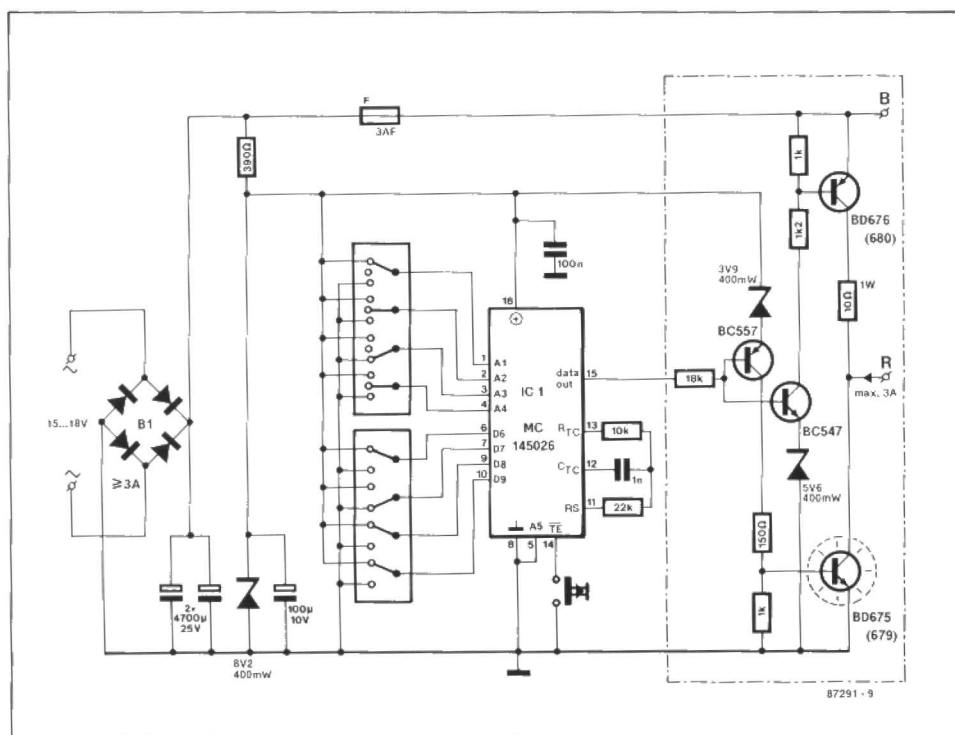 F
3AF
B
390Ω
1k
BD676
(680)
1k2
100n
3V9
400mW
1W
10Ω
BC557
16
1
A1
2
A2
3
A3
4
A4
IC 1
data
out
15
18k
R
max. 3A
15...18V
B1
≧3A
MC
145026
6
D6
7
D7
9
D8
10
D9
RTC
13
10k
CTC
12
1n
RS
11
22k
BC547
5V6
400mW
A5
TE
8
5
14
150Ω
1k
BD675
(679)
2x
4700μ
25V
100μ
10V
8V2
400mW
87291 - 9